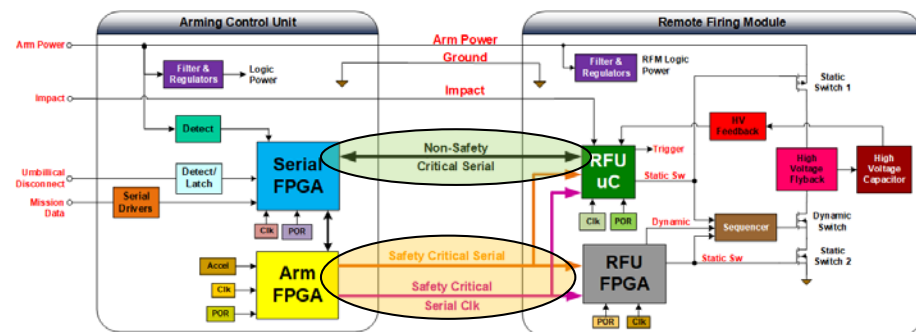 Arming Control Unit
Remote Firing Module
Arm Power
Arm Power
Filter &
Regulators
Logic
Power
Ground
Filter &
Regulators
RFM Logic
Power
Static
Switch 1
Impact
Impact
Detect
HV
Feedback
Non-Safety
Critical Serial
Serial
FPGA
RFU
uC
Trigger
Static Sw
High
Voltage
Flyback
High
Voltage
Capacitor
Umbillical
Disconnect
Detect/
Latch
Mission
Data
Serial
Drivers
Clk
POR
Clk
POR
Dynamic
Sequencer
Dynamic
Switch
Accel
Clk
POR
Arm
FPGA
Safety Critical Serial
Safety Critical
Serial Clk
RFU
FPGA
Static Sw
Static
Switch 2
POR
Clk